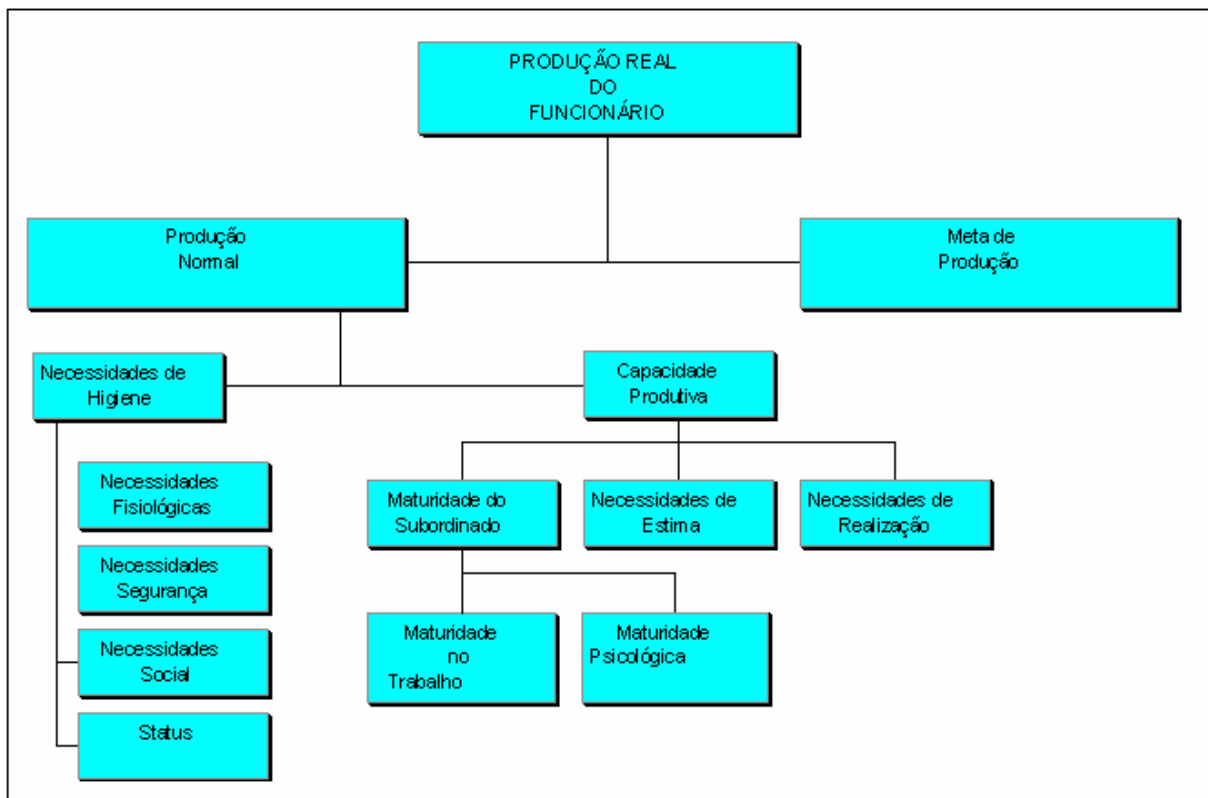 PRODUÇÃO REAL
DO
FUNCIONÁRIO
Produção
Normal
Meta de
Produção
Necessidades de
Higiene
Capacidade
Produtiva
Necessidades
Fisiológicas
Maturidade do
Subordinado
Necessidades de
Estima
Necessidades de
Realização
Necessidades
Segurança
Maturidade
no
Trabalho
Maturidade
Psicológica
Necessidades
Social
Status